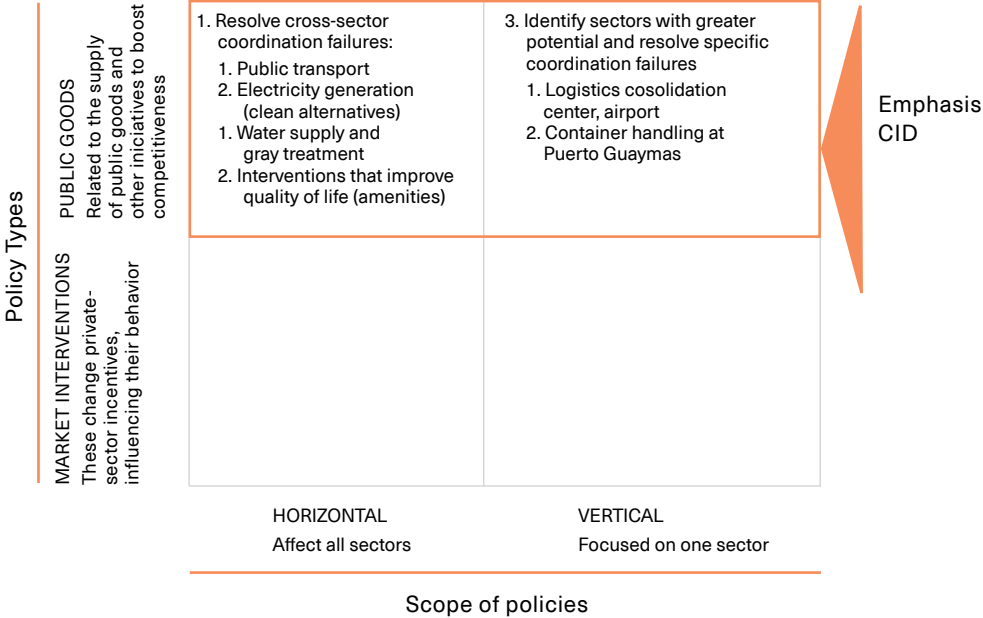 Policy Types
PUBLIC GOODS
Related to the supply
of public goods and
other iniciatives to boost
competitiveness
MARKET INTERVENTIONS
These change private-
sector incentives,
influencing their behavior
1. Resolve cross-sector
coordination failures:
1. Public transport
2. Electricity generation
(clean alternatives)
1. Water supply and
gray treatment
2. Interventions that improve
quality of life (amenities)
3. Identify sectors with greater
potential and resolve specific
coordination failures
1. Logistics cosolidation
center, airport
2. Container handling at
Puerto Guaymas
Emphasis
CID
HORIZONTAL
Affect all sectors
VERTICAL
Focused on one sector
Scope of policies